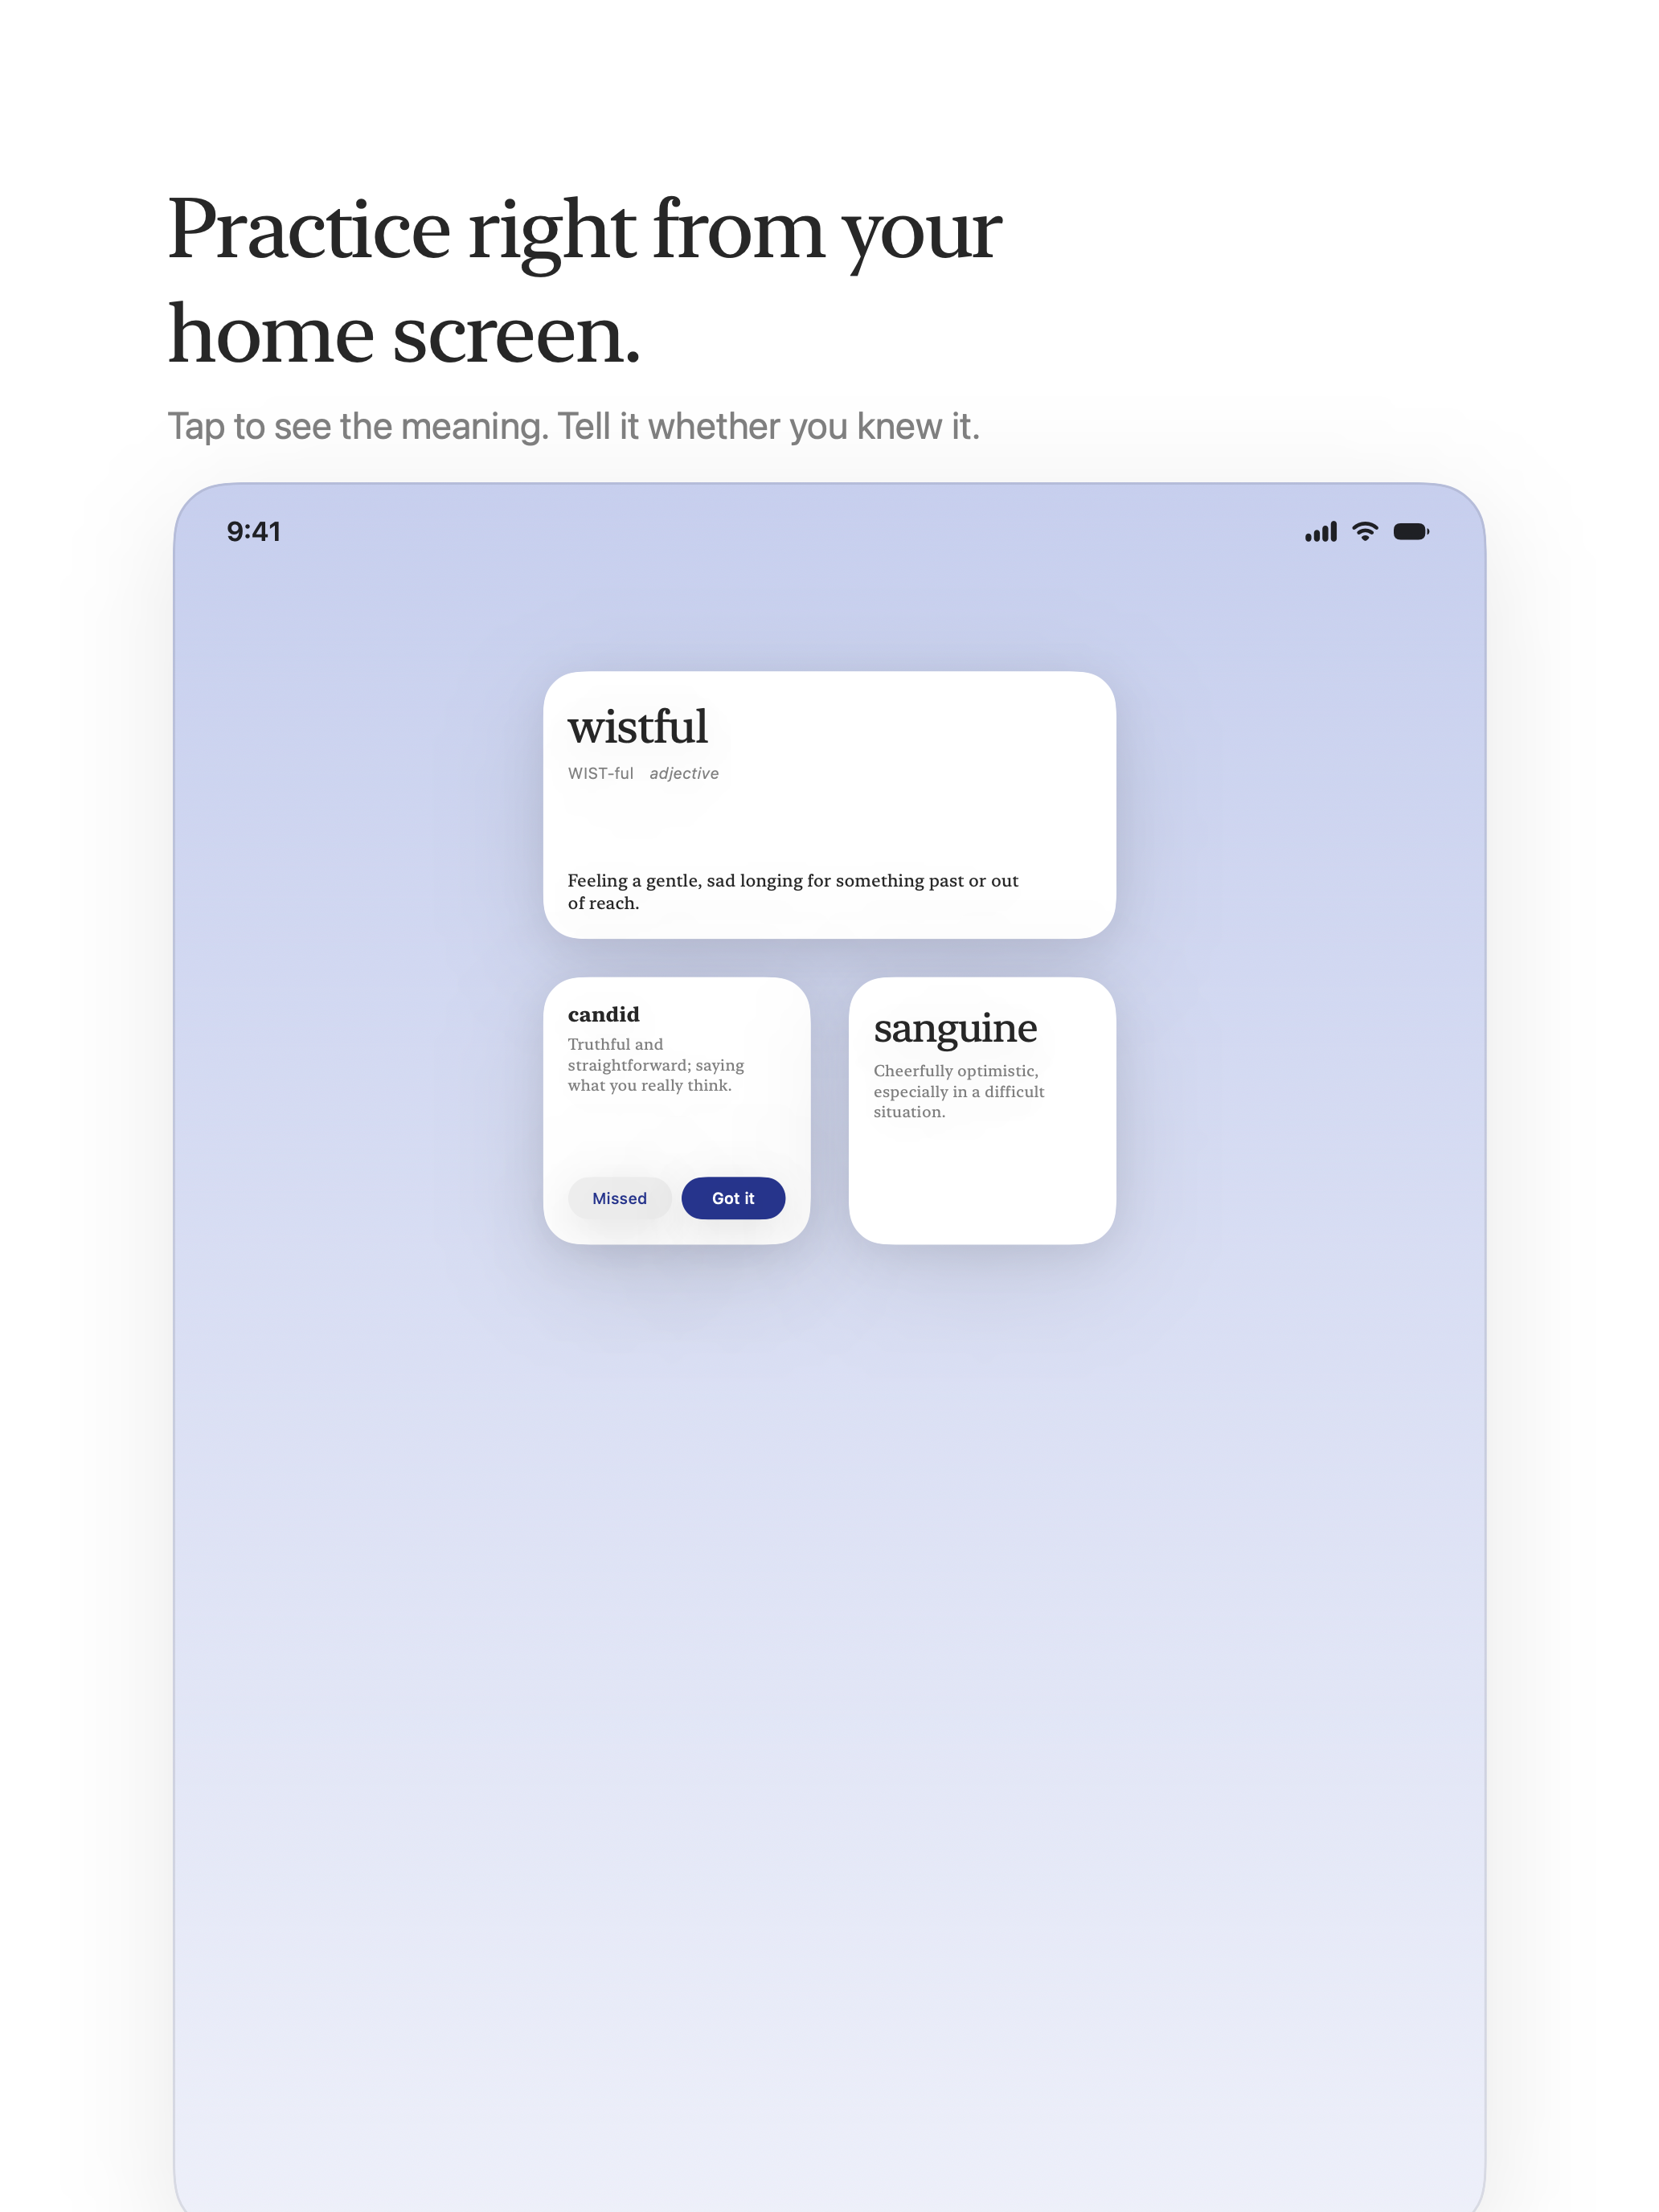 Practice right from your
home screen.
Tap to see the meaning. Tell it whether you knew it.
9:41
wistful
WIST-ful adjective
Feeling a gentle, sad longing for something past or out
of reach.
candid
Truthful and
straightforward; saying
what you really think.
Missed Got it
sanguine
Cheerfully optimistic,
especially in a difficult
situation.